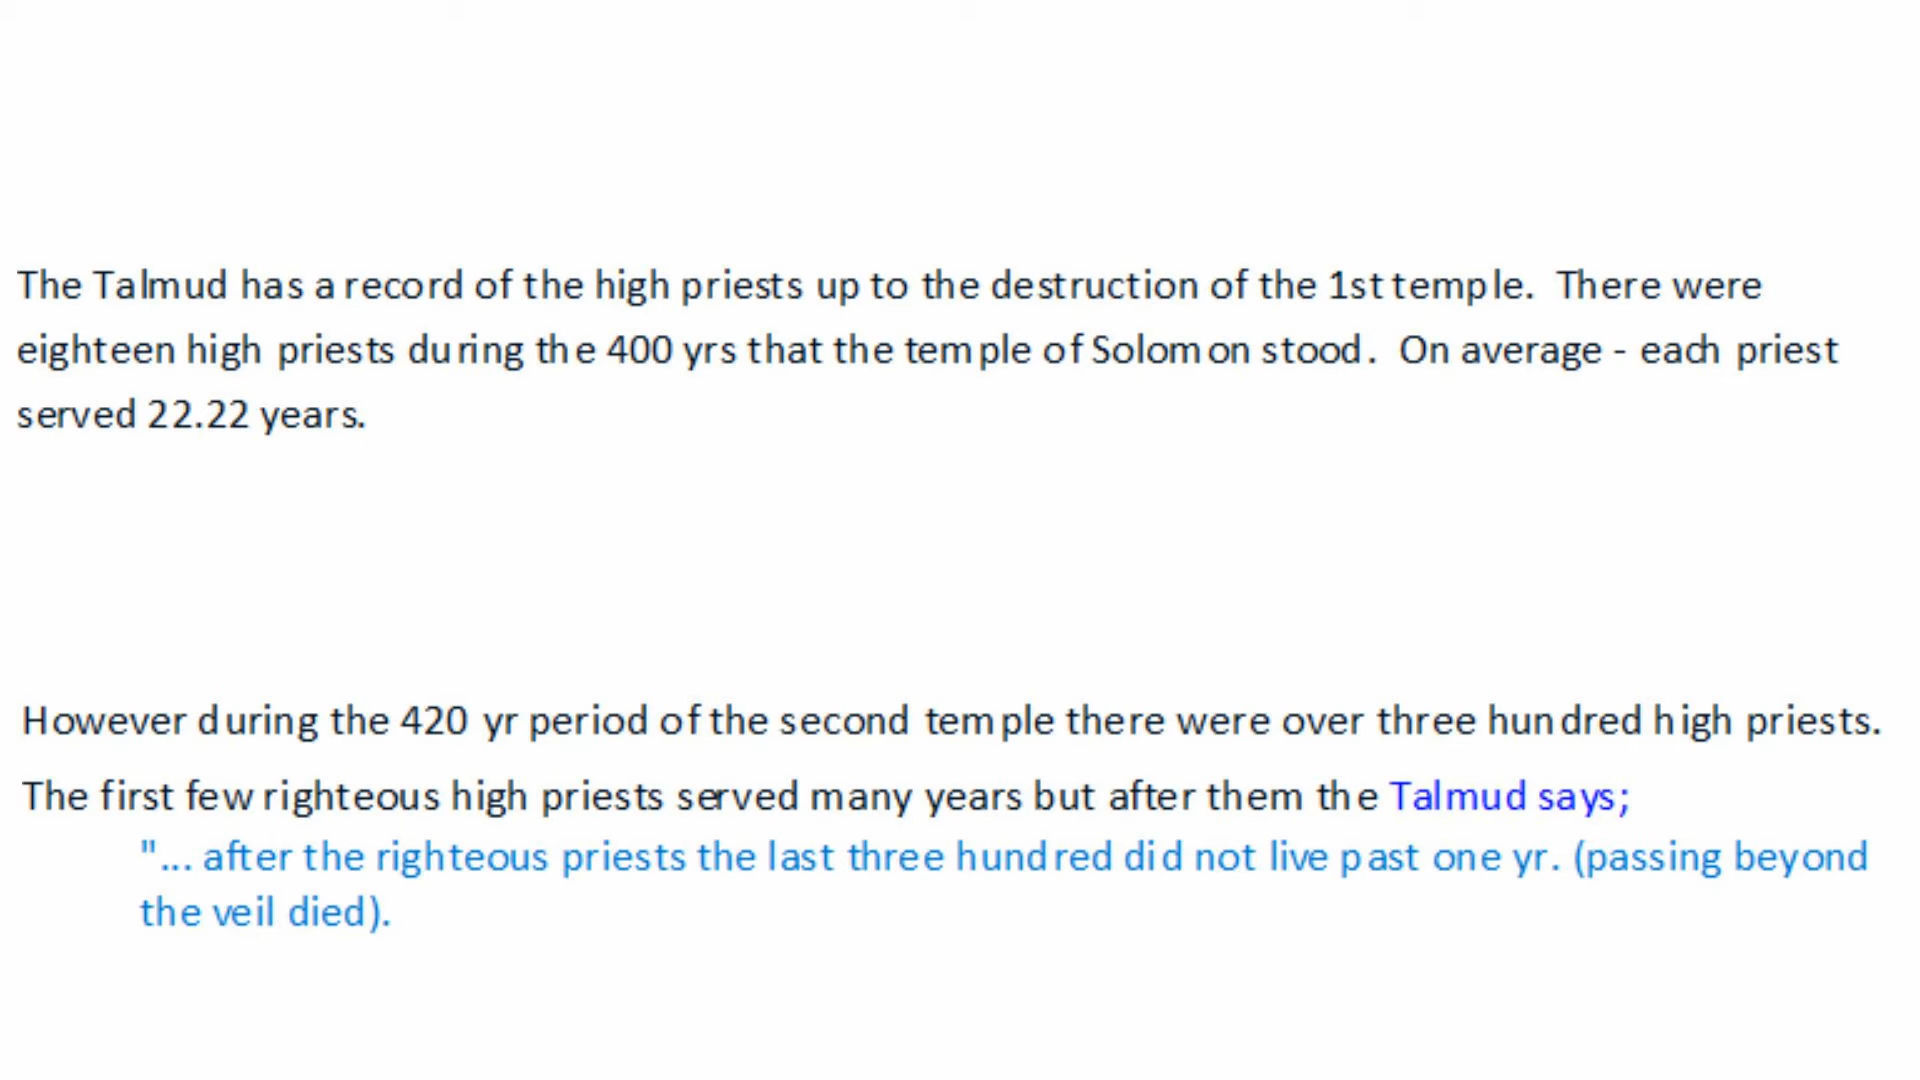 The Talmud has a record of the high priests up to the destruction of the 1st temple. There were
eighteen high priests during the 400 yrs that the temple of Solomon stood. On average - each priest
served 22.22 years.
However during the 420 yr period of the second temple there were over three hundred high priests.
The first few righteous high priests served many years but after them the Talmud says;
"... after the righteous priests the last three hundred did not live past one yr. (passing beyond
the veil died).